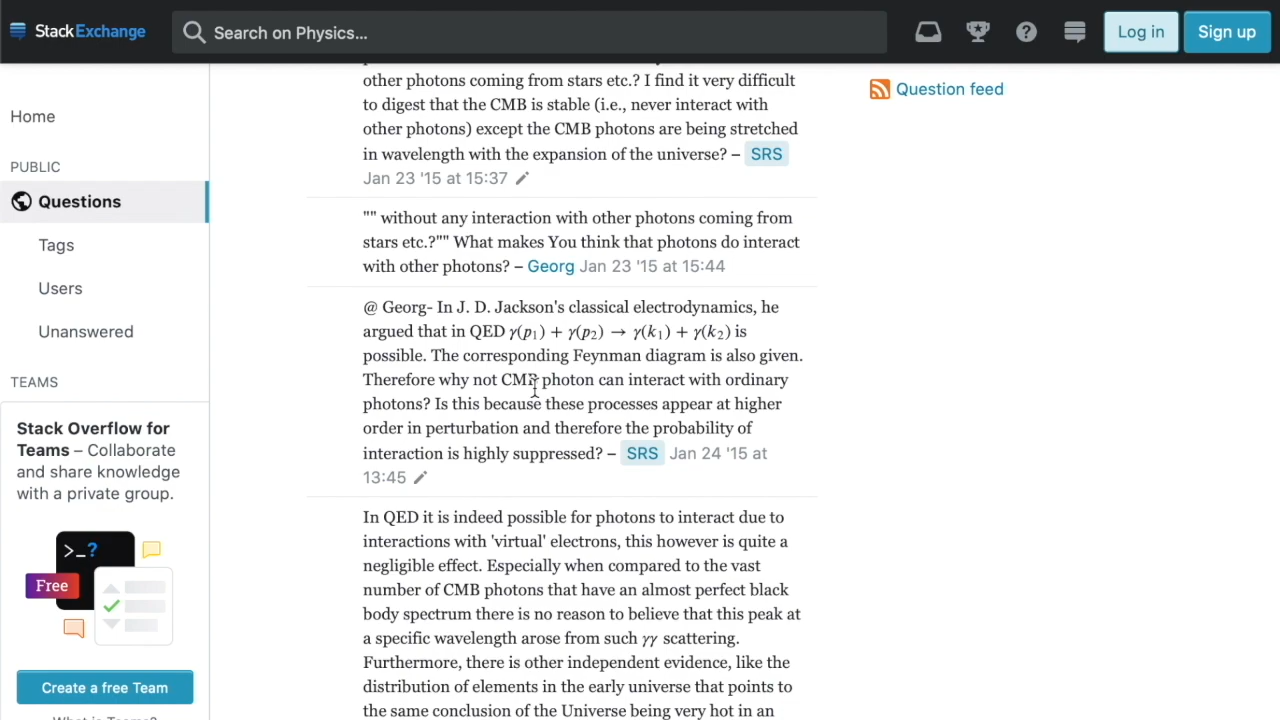 StackExchange
Search on Physics...
Log in
Sign up
Home
PUBLIC
Questions
Tags
Users
Unanswered
TEAMS
Stack Overflow for
Teams – Collaborate
and share knowledge
with a private group.
>_?
Free
Create a free Team
What is Teams?
other photons coming from stars etc.? I find it very difficult
to digest that the CMB is stable (i.e., never interact with
other photons) except the CMB photons are being stretched
in wavelength with the expansion of the universe? – SRS
Jan 23 '15 at 15:37
"" without any interaction with other photons coming from
stars etc.?"" What makes You think that photons do interact
with other photons? – Georg Jan 23 '15 at 15:44
@ Georg- In J. D. Jackson's classical electrodynamics, he
argued that in QED γ(p₁) + γ(p₂) → γ(k₁) + γ(k₂) is
possible. The corresponding Feynman diagram is also given.
Therefore why not CMB photon can interact with ordinary
photons? Is this because these processes appear at higher
order in perturbation and therefore the probability of
interaction is highly suppressed? – SRS Jan 24 '15 at
13:45
In QED it is indeed possible for photons to interact due to
interactions with 'virtual' electrons, this however is quite a
negligible effect. Especially when compared to the vast
number of CMB photons that have an almost perfect black
body spectrum there is no reason to believe that this peak at
a specific wavelength arose from such γγ scattering.
Furthermore, there is other independent evidence, like the
distribution of elements in the early universe that points to
the same conclusion of the Universe being very hot in an
Question feed